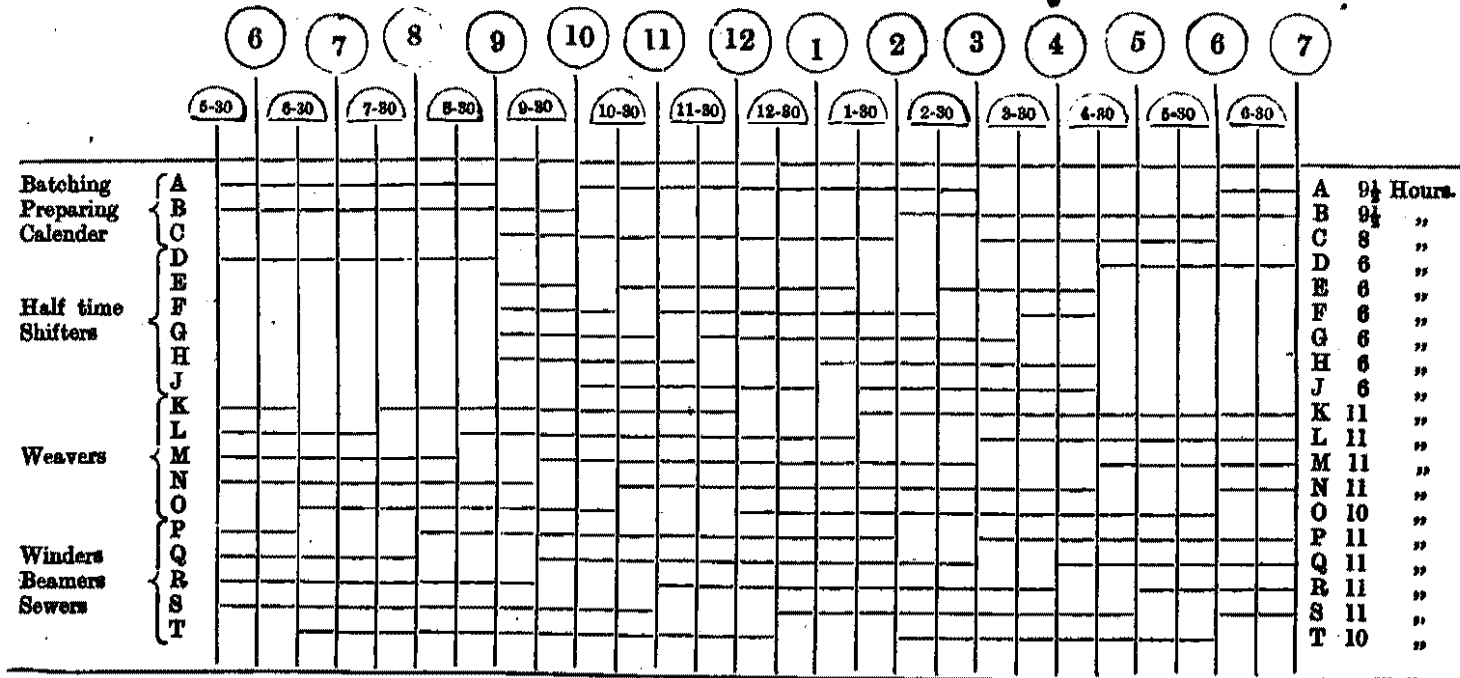 6 7 8 9 10 11 12 1 2 3 4 5 6 7
5-30 6-30 7-30 8-30 9-30 10-30 11-30 12-30 1-30 2-30 3-30 4-30 5-30 6-30
Batching A A 9½ Hours.
Preparing B B 9½ „
Calender C C 8 „
D D 6 „
E E 6 „
Half time F F 6 „
Shifters G G 6 „
H H 6 „
J J 6 „
K K 11 „
L L 11 „
Weavers M M 11 „
N N 11 „
O O 10 „
P P 11 „
Winders Q Q 11 „
Beamers R R 11 „
Sewers S S 11 „
T T 10 „